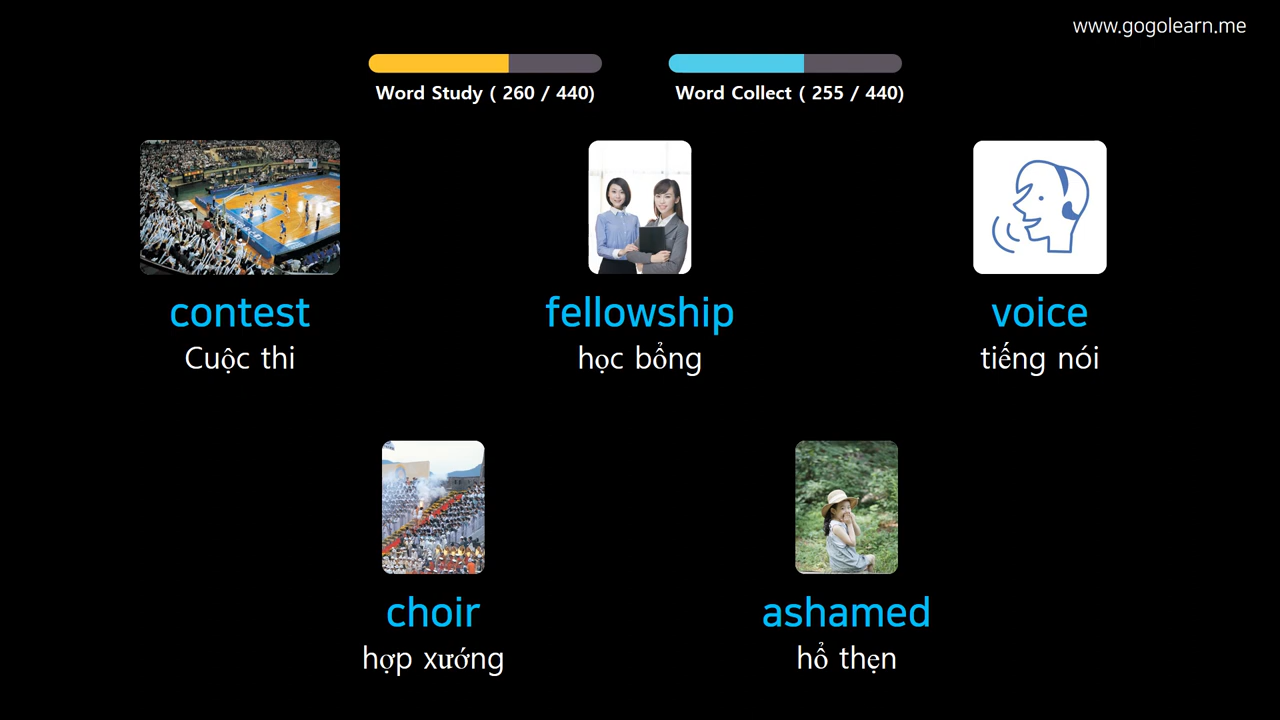 www.gogolearn.me
Word Study ( 260 / 440)
Word Collect ( 255 / 440)
contest
Cuộc thi
fellowship
học bổng
voice
tiếng nói
choir
hợp xướng
ashamed
hổ thẹn